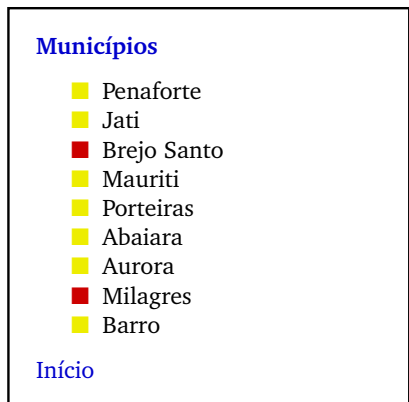 Municípios
Penaforte
Jati
Brejo Santo
Mauriti
Porteiras
Abaiara
Aurora
Milagres
Barro
Início